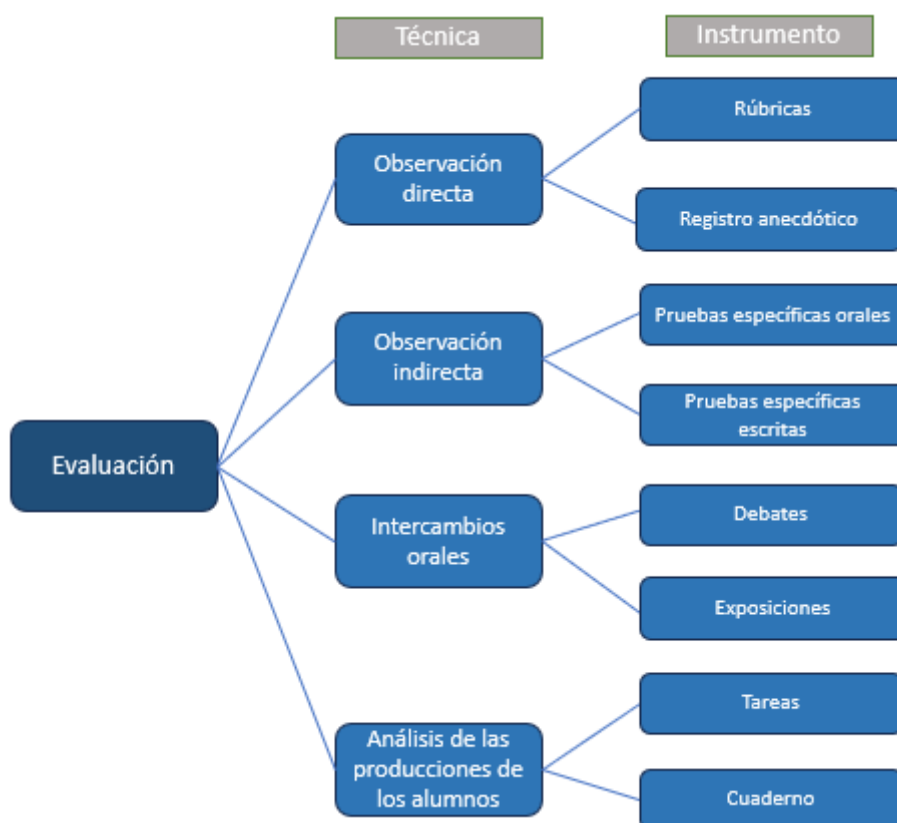 Técnica
Instrumento
Rúbricas
Observación
directa
Registro anecdótico
Pruebas específicas orales
Observación
indirecta
Pruebas específicas
escritas
Evaluación
Intercambios
orales
Debates
Exposiciones
Tareas
Análisis de las
producciones de
los alumnos
Cuaderno